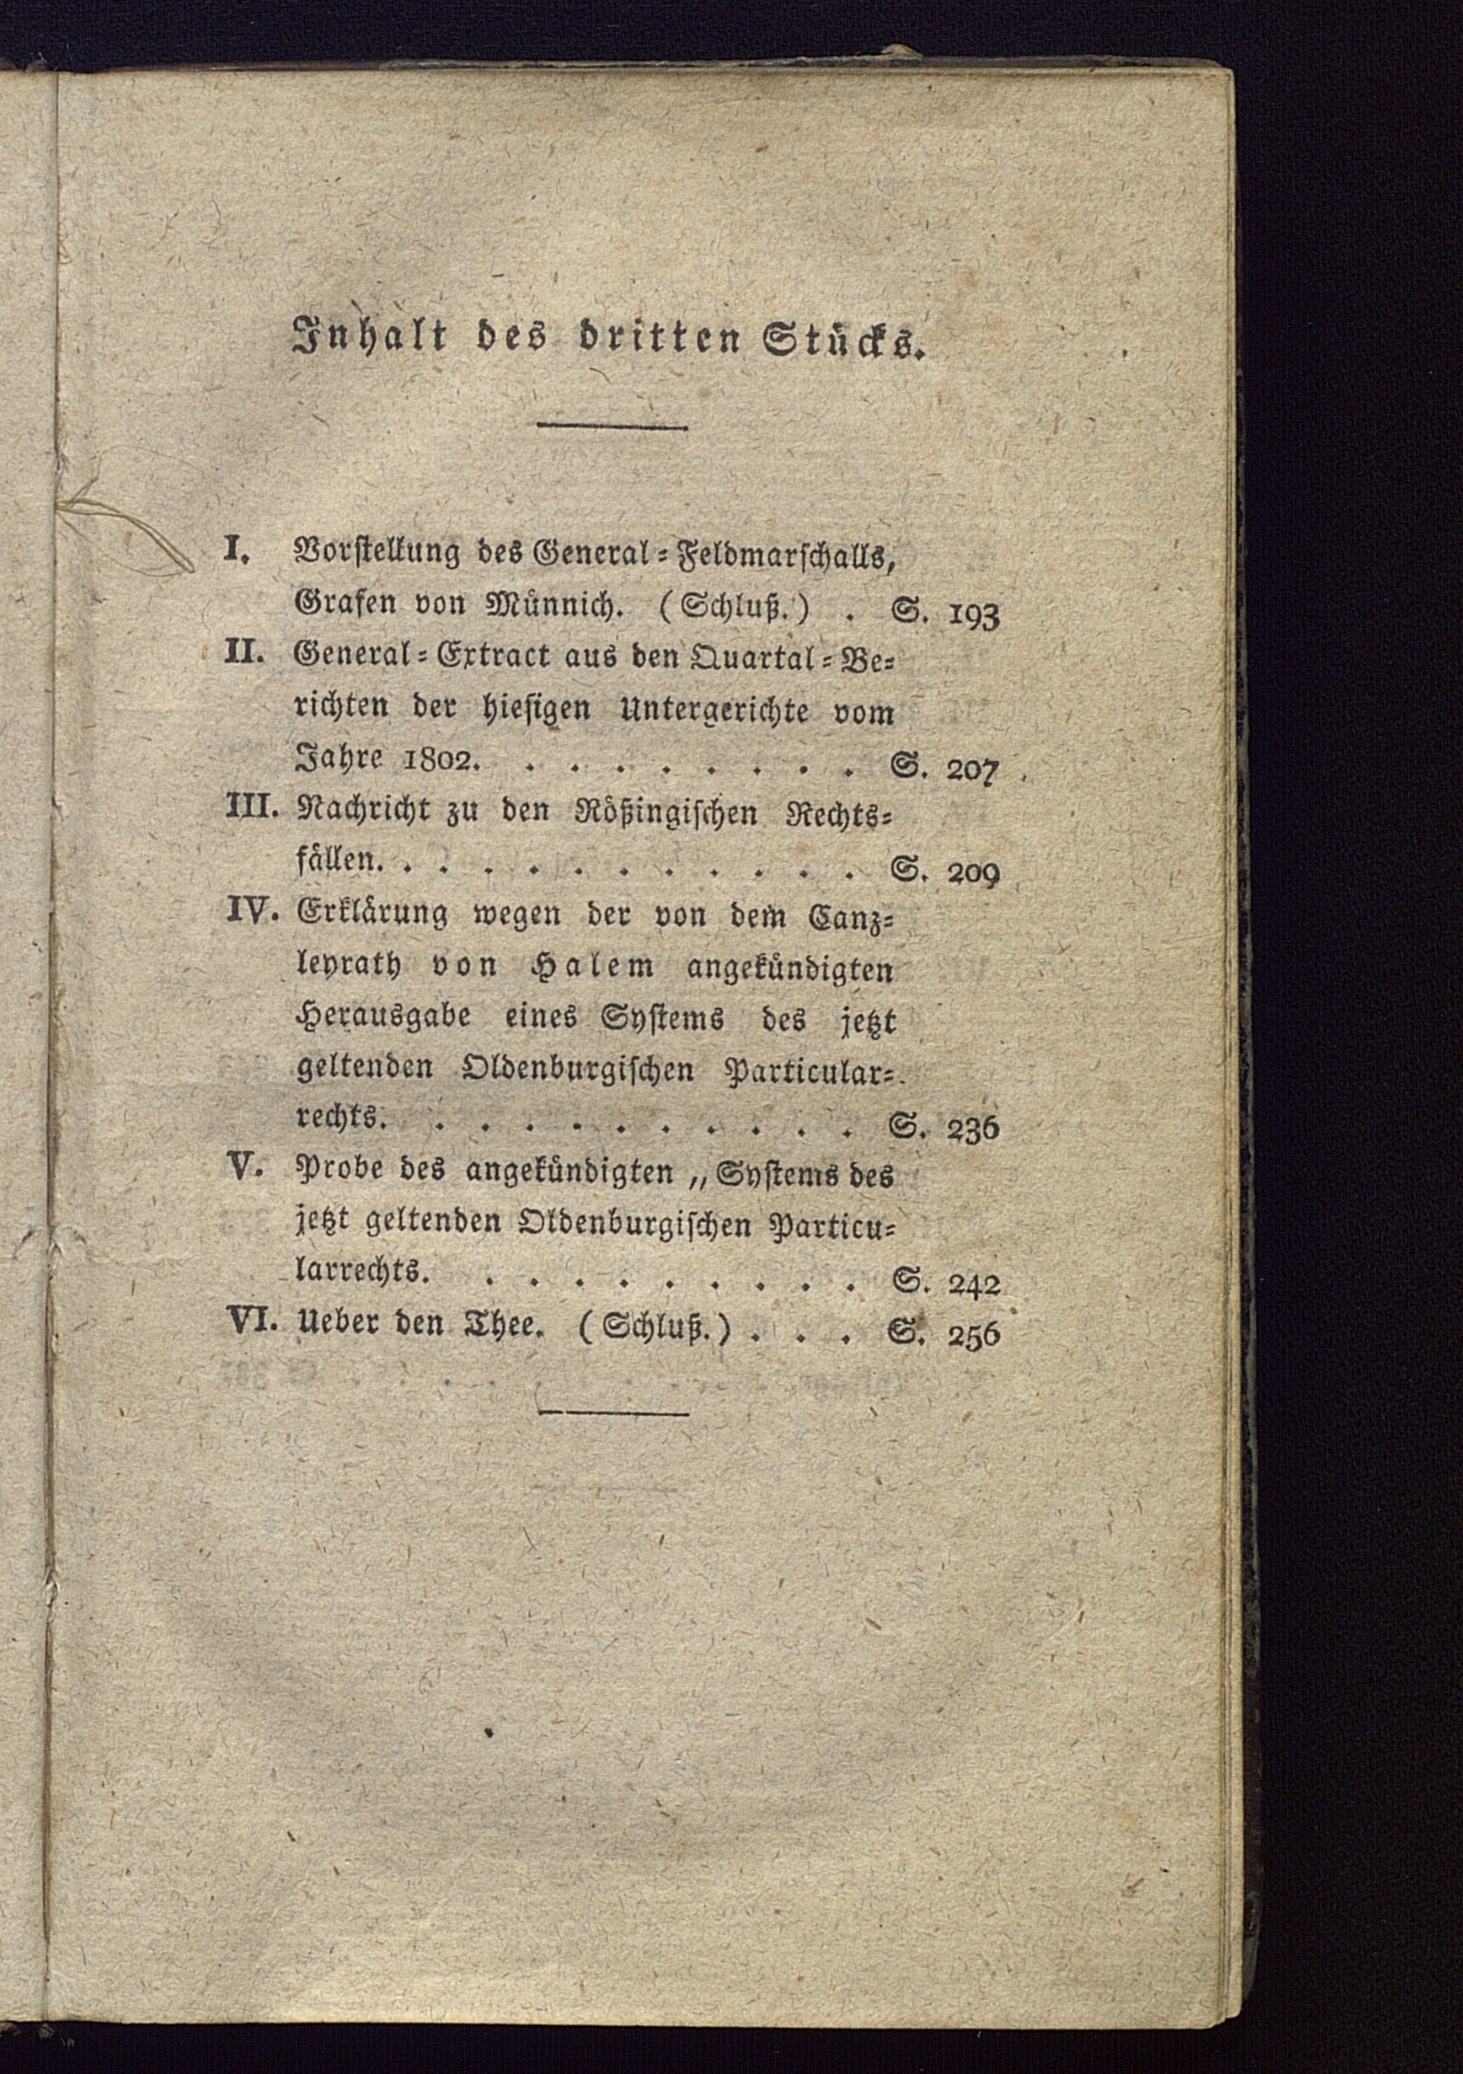 Inhalt des dritten Stücks.
I. Vorstellung des General-Feldmarschalls,
Grafen von Münnich. (Schluß.) . S. 193
II. General-Extract aus den Quartal-Be-
richten der hiesigen Untergerichte vom
Jahre 1802. . . . . . . . . S. 207
III. Nachricht zu den Rößingischen Rechts-
fällen. . . . . . . . . . . . S. 209
IV. Erklärung wegen der von dem Canz-
leyrath von Halem angekündigten
Herausgabe eines Systems des jetzt
geltenden Oldenburgischen Particular-
rechts. . . . . . . . . . . S. 236
V. Probe des angekündigten „Systems des
jetzt geltenden Oldenburgischen Particu-
larrechts. . . . . . . . . . S. 242
VI. Ueber den Thee. (Schluß.) . . . S. 256